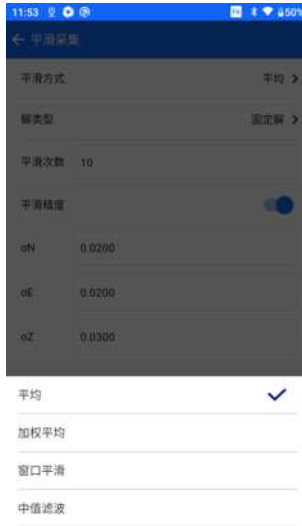 11:53
50%
平滑采集
平滑方式 平均
解类型 固定解
平滑次数 10
平滑精度
σN 0.0200
σE 0.0200
σZ 0.0300
平均
加权平均
窗口平滑
中值滤波